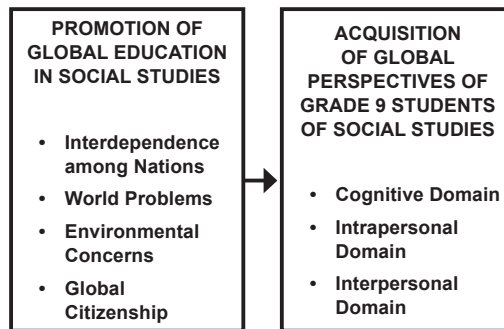 PROMOTION OF
GLOBAL EDUCATION
IN SOCIAL STUDIES
• Interdependence
among Nations
• World Problems
• Environmental
Concerns
• Global
Citizenship
ACQUISITION
OF GLOBAL
PERSPECTIVES OF
GRADE 9 STUDENTS
OF SOCIAL STUDIES
• Cognitive Domain
• Intrapersonal
Domain
• Interpersonal
Domain